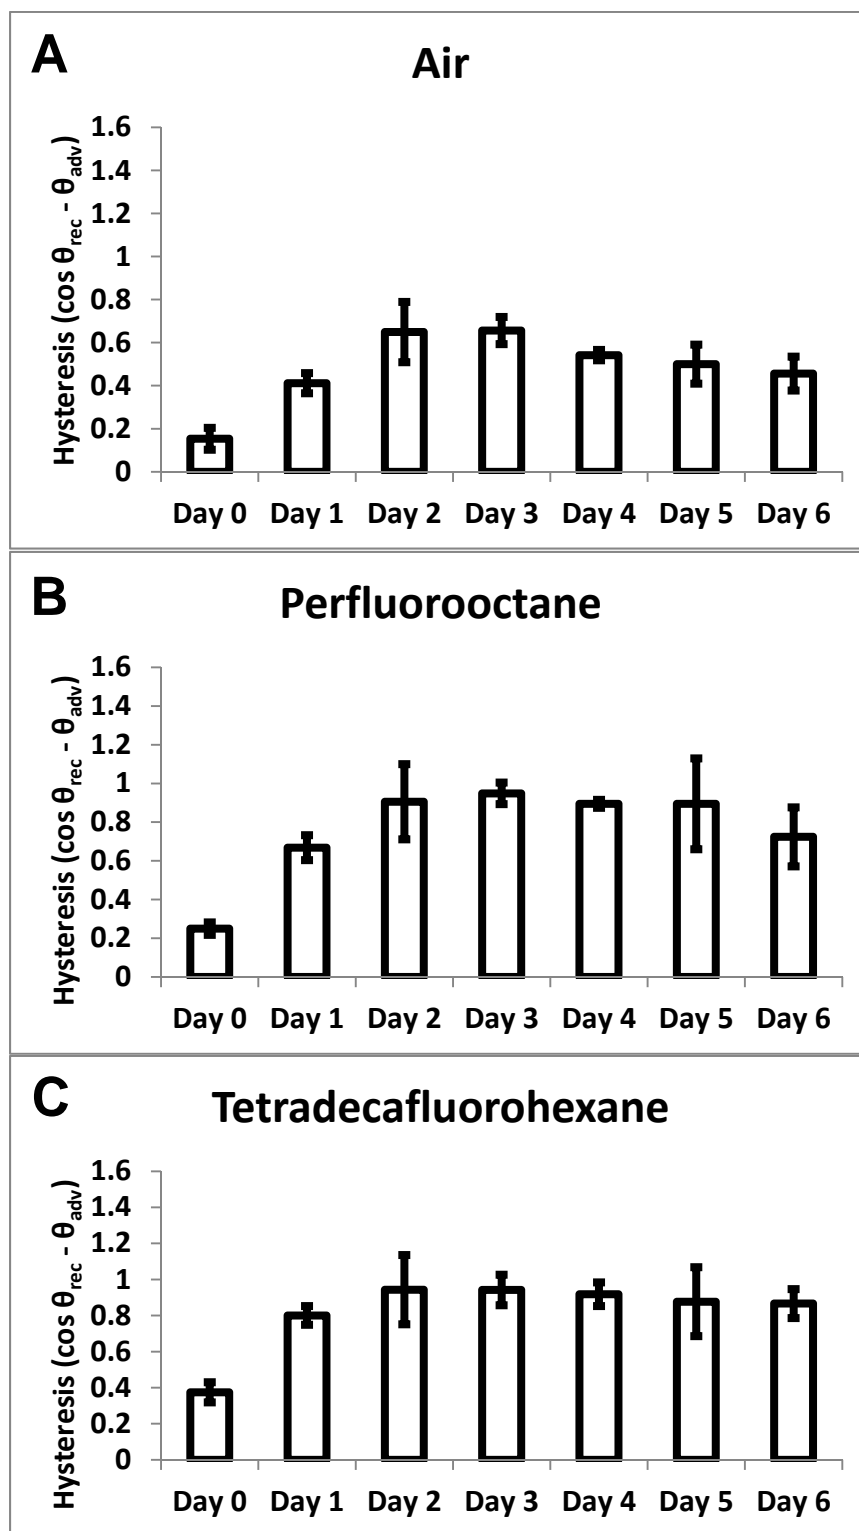 A
Air
Hysteresis (cos θrec - θadv)
1.6
1.4
1.2
1
0.8
0.6
0.4
0.2
0
Day 0 Day 1 Day 2 Day 3 Day 4 Day 5 Day 6
B
Perfluorooctane
Hysteresis (cos θrec - θadv)
1.6
1.4
1.2
1
0.8
0.6
0.4
0.2
0
Day 0 Day 1 Day 2 Day 3 Day 4 Day 5 Day 6
C
Tetradecafluorohexane
Hysteresis (cos θrec - θadv)
1.6
1.4
1.2
1
0.8
0.6
0.4
0.2
0
Day 0 Day 1 Day 2 Day 3 Day 4 Day 5 Day 6